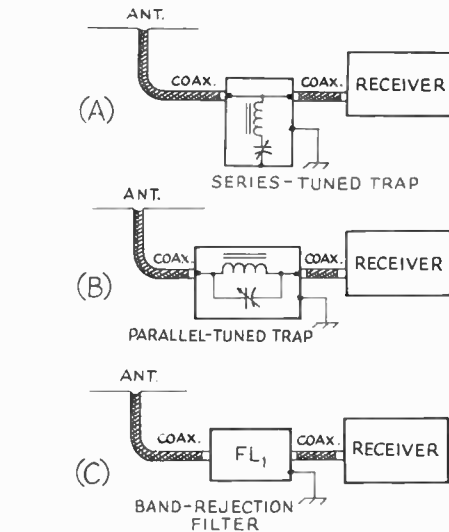 ANT.
COAX.
COAX.
RECEIVER
(A)
SERIES-TUNED TRAP
ANT.
COAX.
COAX.
RECEIVER
(B)
PARALLEL-TUNED TRAP
ANT.
COAX.
COAX.
FL₁
RECEIVER
(C)
BAND-REJECTION
FILTER